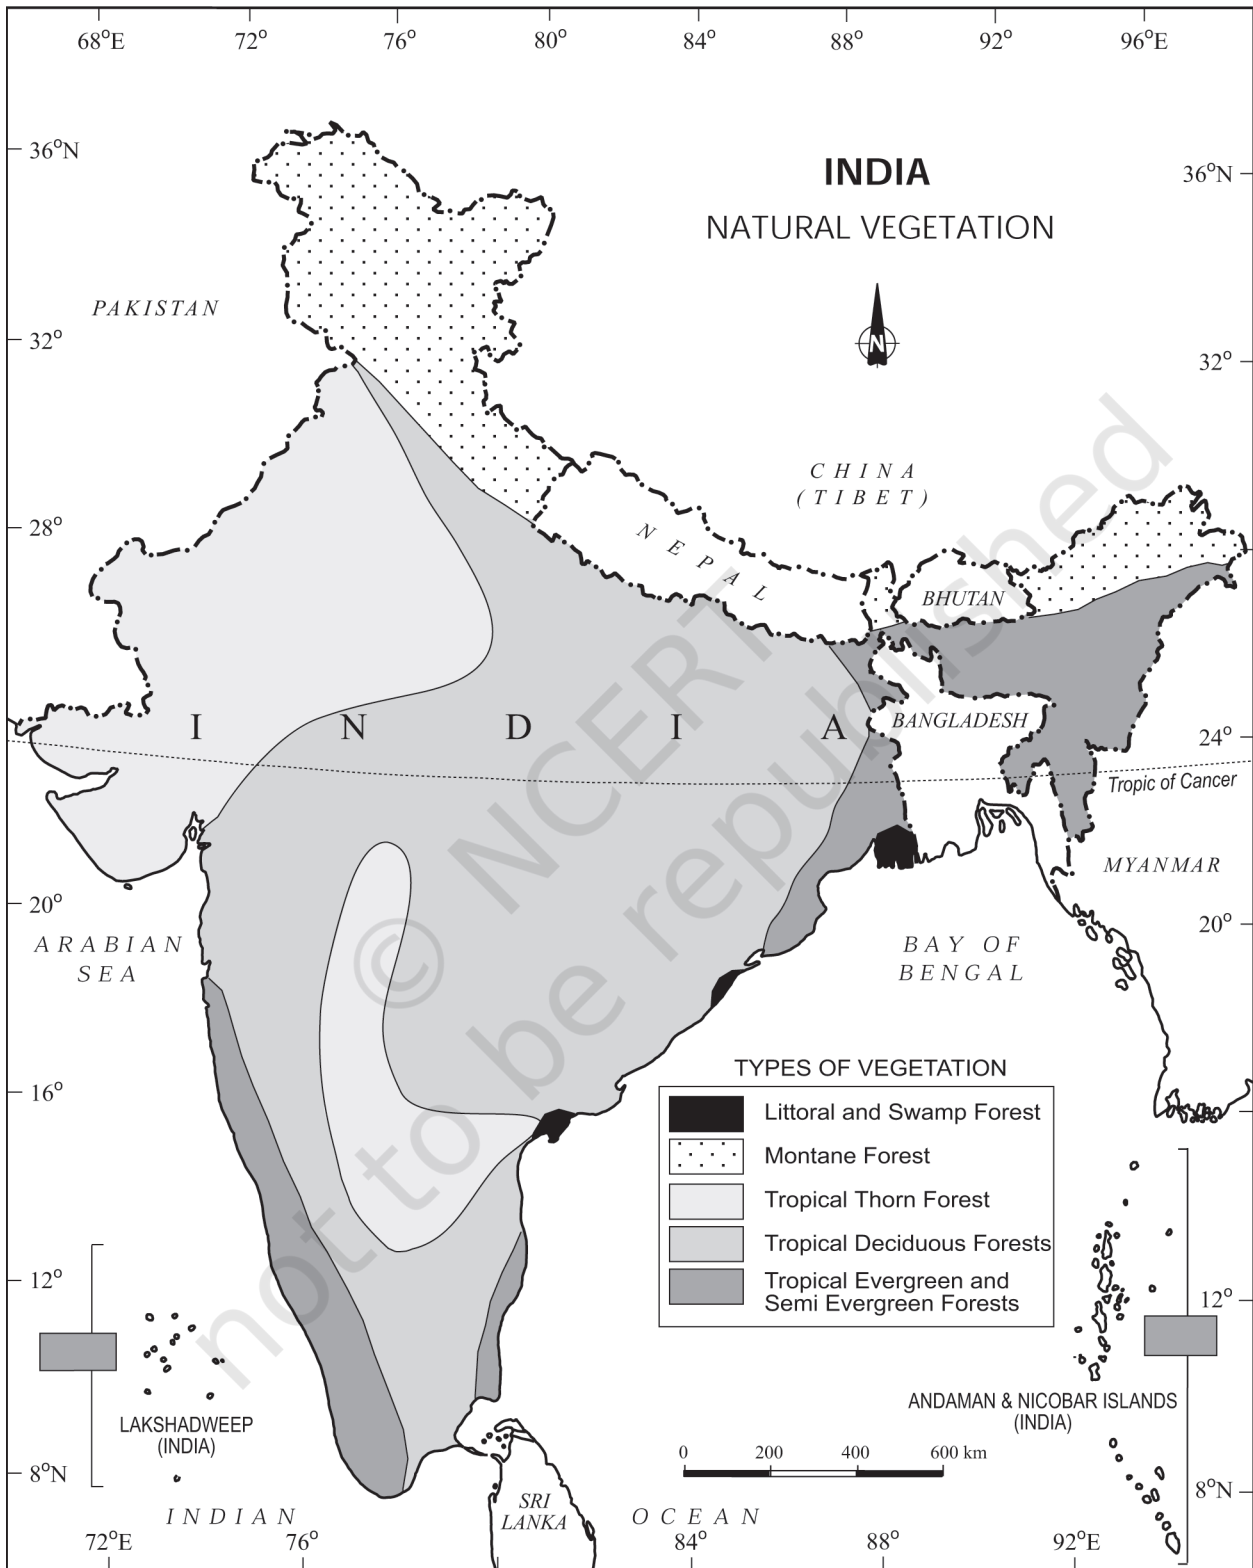 68°E 72° 76° 80° 84° 88° 92° 96°E
36°N
INDIA
36°N
NATURAL VEGETATION
PAKISTAN
N
32°
32°
CHINA
(TIBET)
28°
NEPAL
BHUTAN
I N D I A
BANGLADESH
24°
Tropic of Cancer
MYANMAR
20°
20°
ARABIAN
SEA
BAY OF
BENGAL
© NCERT
not to be republished
16°
TYPES OF VEGETATION
Littoral and Swamp Forest
Montane Forest
Tropical Thorn Forest
Tropical Deciduous Forests
Tropical Evergreen and
Semi Evergreen Forests
12°
12°
LAKSHADWEEP
(INDIA)
ANDAMAN & NICOBAR ISLANDS
(INDIA)
0 200 400 600 km
8°N
8°N
SRI
LANKA
INDIAN OCEAN
72°E 76° 84° 88° 92°E